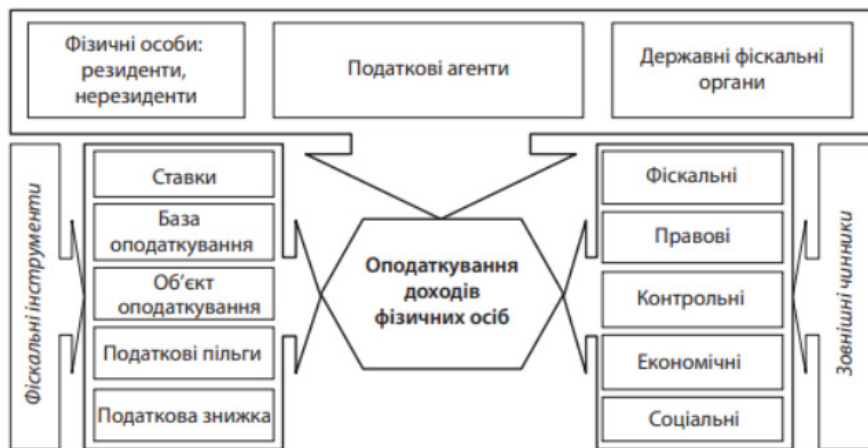 Фізичні особи:
резиденти,
нерезиденти
Податкові агенти
Державні фіскальні
органи
Фіскальні інструменти
Ставки
База
оподаткування
Об’єкт
оподаткування
Податкові пільги
Податкова знижка
Оподаткування
доходів
фізичних осіб
Фіскальні
Правові
Контрольні
Економічні
Соціальні
Зовнішні чинники